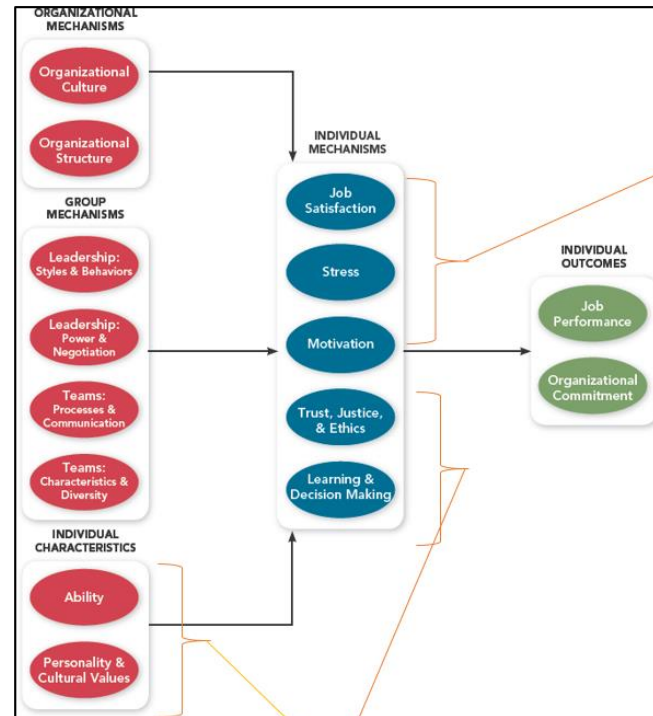 ORGANIZATIONAL
MECHANISMS
Organizational
Culture
Organizational
Structure
GROUP
MECHANISMS
Leadership:
Styles & Behaviors
Leadership:
Power &
Negotiation
Teams:
Processes &
Communication
Teams:
Characteristics &
Diversity
INDIVIDUAL
CHARACTERISTICS
Ability
Personality &
Cultural Values
INDIVIDUAL
MECHANISMS
Job
Satisfaction
Stress
Motivation
Trust, Justice,
& Ethics
Learning &
Decision Making
INDIVIDUAL
OUTCOMES
Job
Performance
Organizational
Commitment